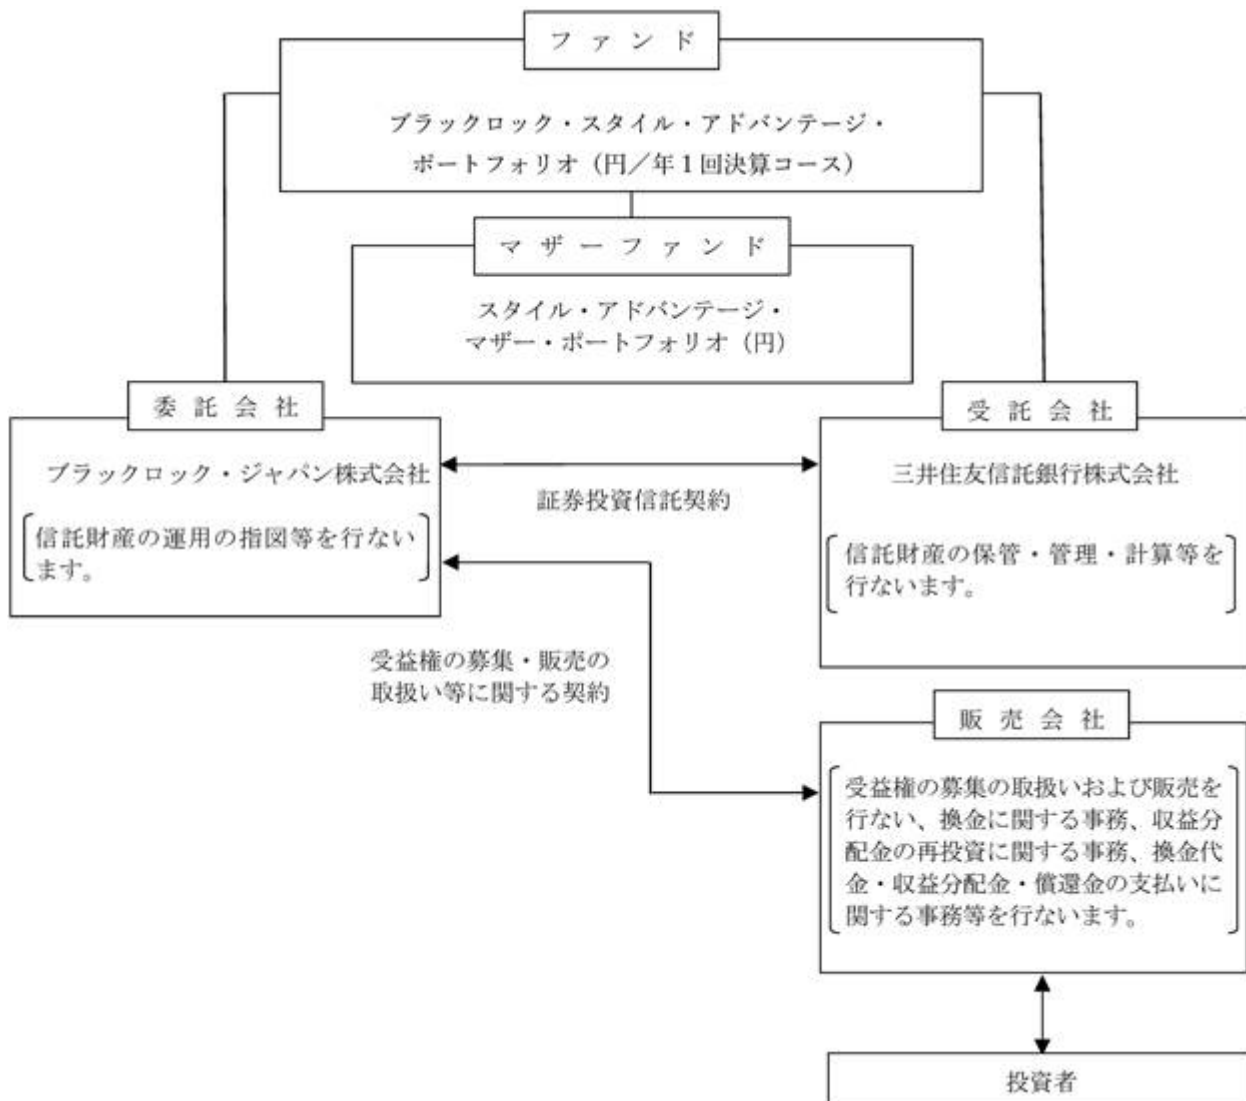 ファンド
ブラックロック・スタイル・アドバンテージ・
ポートフォリオ（円／年１回決算コース）
マザーファンド
スタイル・アドバンテージ・
マザー・ポートフォリオ（円）
委託会社
ブラックロック・ジャパン株式会社
信託財産の運用の指図等を行ない
ます。
証券投資信託契約
受託会社
三井住友信託銀行株式会社
信託財産の保管・管理・計算等を
行ないます。
受益権の募集・販売の
取扱い等に関する契約
販売会社
受益権の募集の取扱いおよび販売を
行ない、換金に関する事務、収益分
配金の再投資に関する事務、換金代
金・収益分配金・償還金の支払いに
関する事務等を行ないます。
投資者